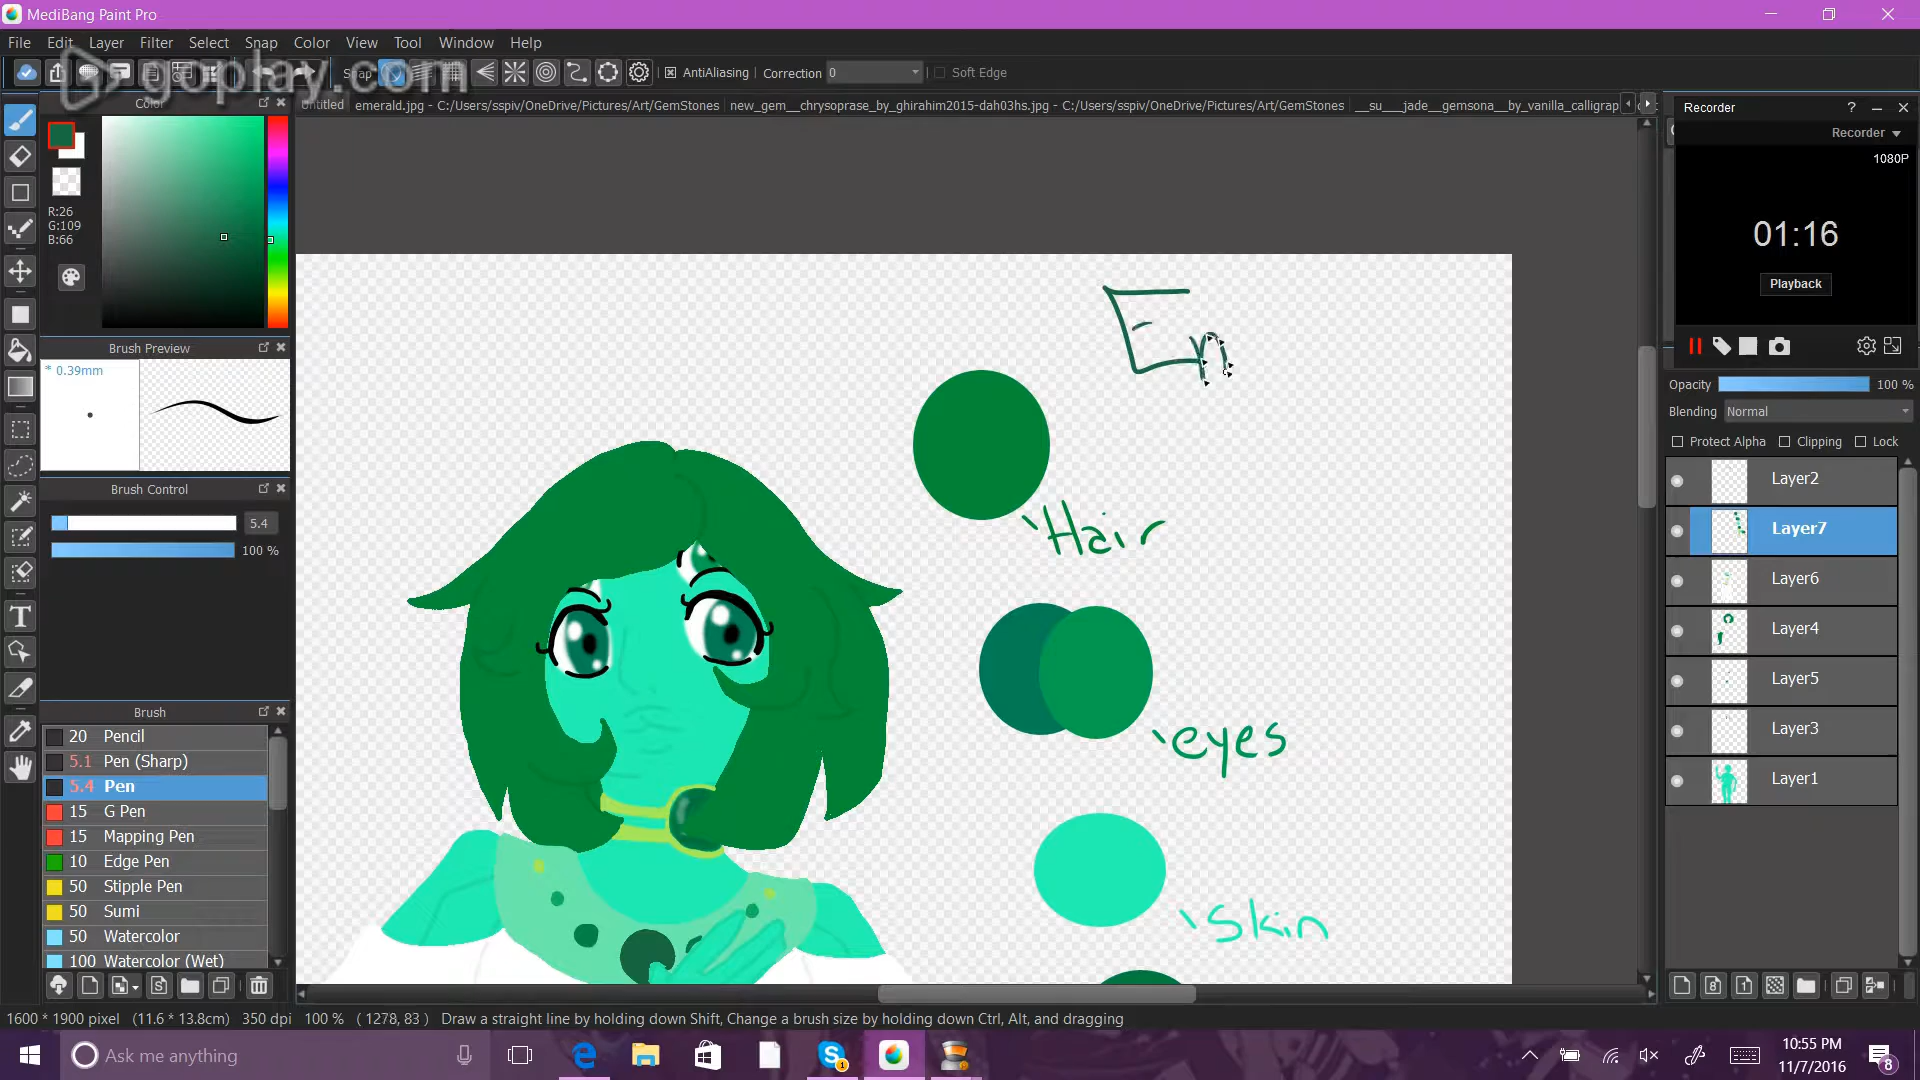 MediBang Paint Pro
File Edit Layer Filter Select Snap Color View Tool Window Help
goplay.com
Snap
AntiAliasing Correction 0 Soft Edge
Color
Untitled emerald.jpg - C:/Users/sspiv/OneDrive/Pictures/Art/GemStones new_gem__chrysoprase_by_ghirahim2015-dah03hs.jpg - C:/Users/sspiv/OneDrive/Pictures/Art/GemStones __su___jade__gemsona__by_vanilla_calligrap
R:26
G:109
B:66
Brush Preview
* 0.39mm
Brush Control
5.4
100 %
Brush
20 Pencil
5.1 Pen (Sharp)
5.4 Pen
15 G Pen
15 Mapping Pen
10 Edge Pen
50 Stipple Pen
50 Sumi
50 Watercolor
100 Watercolor (Wet)
En
Hair
eyes
Skin
Recorder
Recorder
1080P
01:16
Playback
Opacity 100 %
Blending Normal
Protect Alpha Clipping Lock
Layer2
Layer7
Layer6
Layer4
Layer5
Layer3
Layer1
1600 * 1900 pixel (11.6 * 13.8cm) 350 dpi 100 % ( 1278, 83 ) Draw a straight line by holding down Shift, Change a brush size by holding down Ctrl, Alt, and dragging
Ask me anything
1
10:55 PM
11/7/2016
8